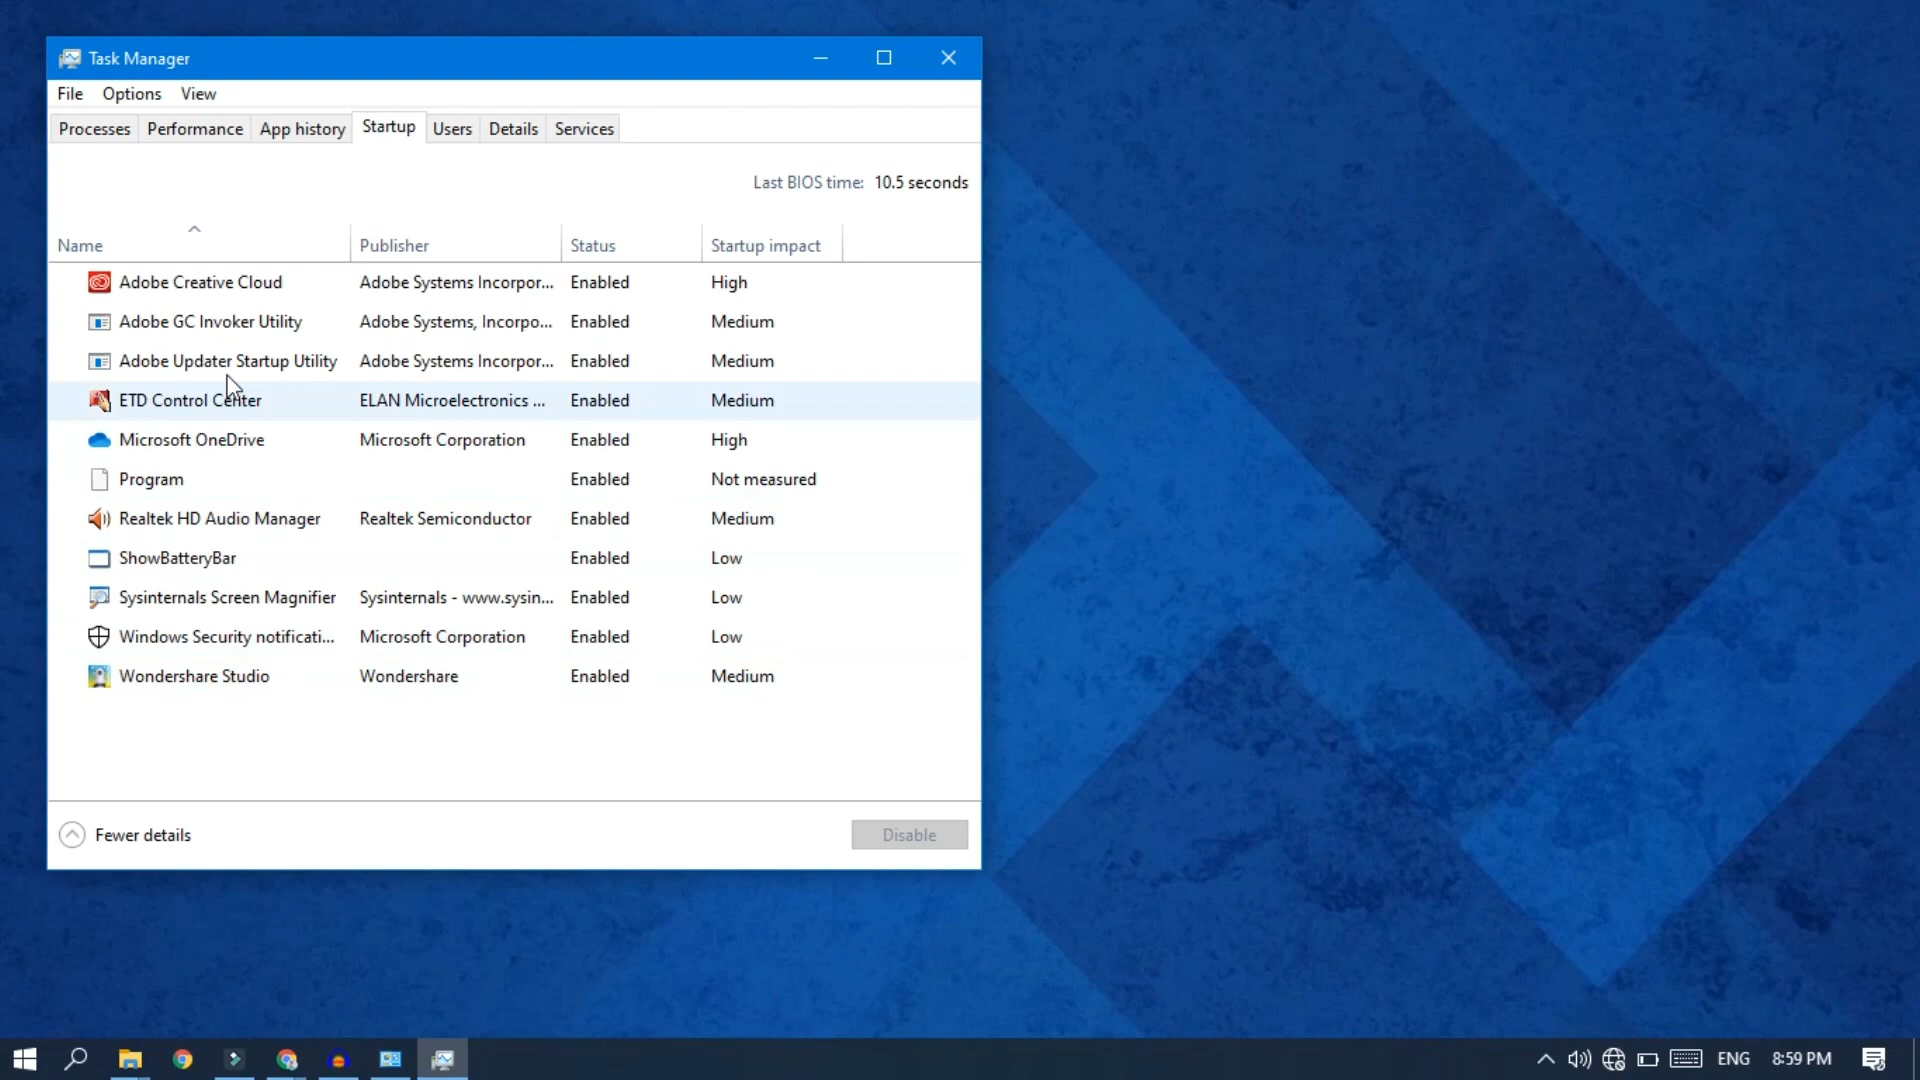 Task Manager
File Options View
Processes Performance App history Startup Users Details Services
Last BIOS time: 10.5 seconds
Name Publisher Status Startup impact
Adobe Creative Cloud Adobe Systems Incorpor... Enabled High
Adobe GC Invoker Utility Adobe Systems, Incorpo... Enabled Medium
Adobe Updater Startup Utility Adobe Systems Incorpor... Enabled Medium
ETD Control Center ELAN Microelectronics ... Enabled Medium
Microsoft OneDrive Microsoft Corporation Enabled High
Program Enabled Not measured
Realtek HD Audio Manager Realtek Semiconductor Enabled Medium
ShowBatteryBar Enabled Low
Sysinternals Screen Magnifier Sysinternals - www.sysin... Enabled Low
Windows Security notificati... Microsoft Corporation Enabled Low
Wondershare Studio Wondershare Enabled Medium
Fewer details Disable
ENG 8:59 PM